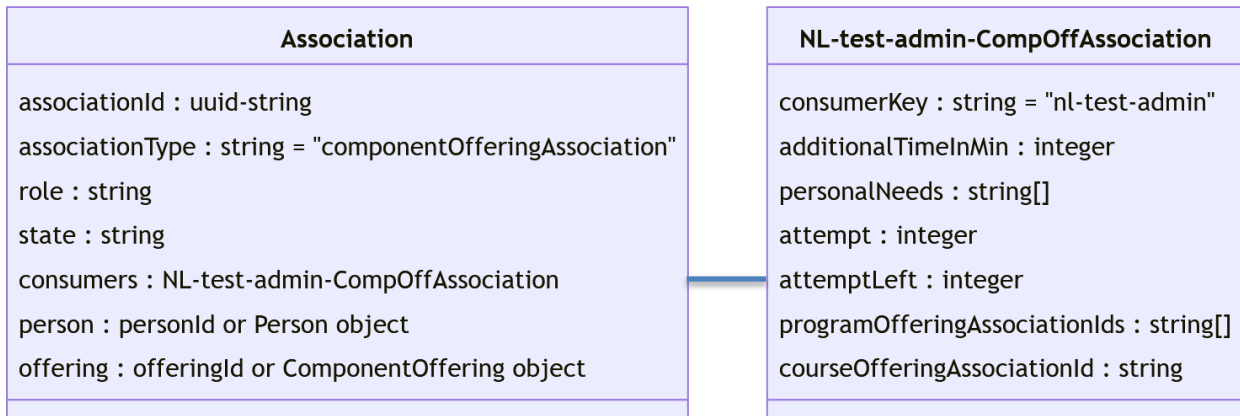 Association
associationId : uuid-string
associationType : string = "componentOfferingAssociation"
role : string
state : string
consumers : NL-test-admin-CompOffAssociation
person : personId or Person object
offering : offeringId or ComponentOffering object
NL-test-admin-CompOffAssociation
consumerKey : string = "nl-test-admin"
additionalTimeInMin : integer
personalNeeds : string[]
attempt : integer
attemptLeft : integer
programOfferingAssociationIds : string[]
courseOfferingAssociationId : string